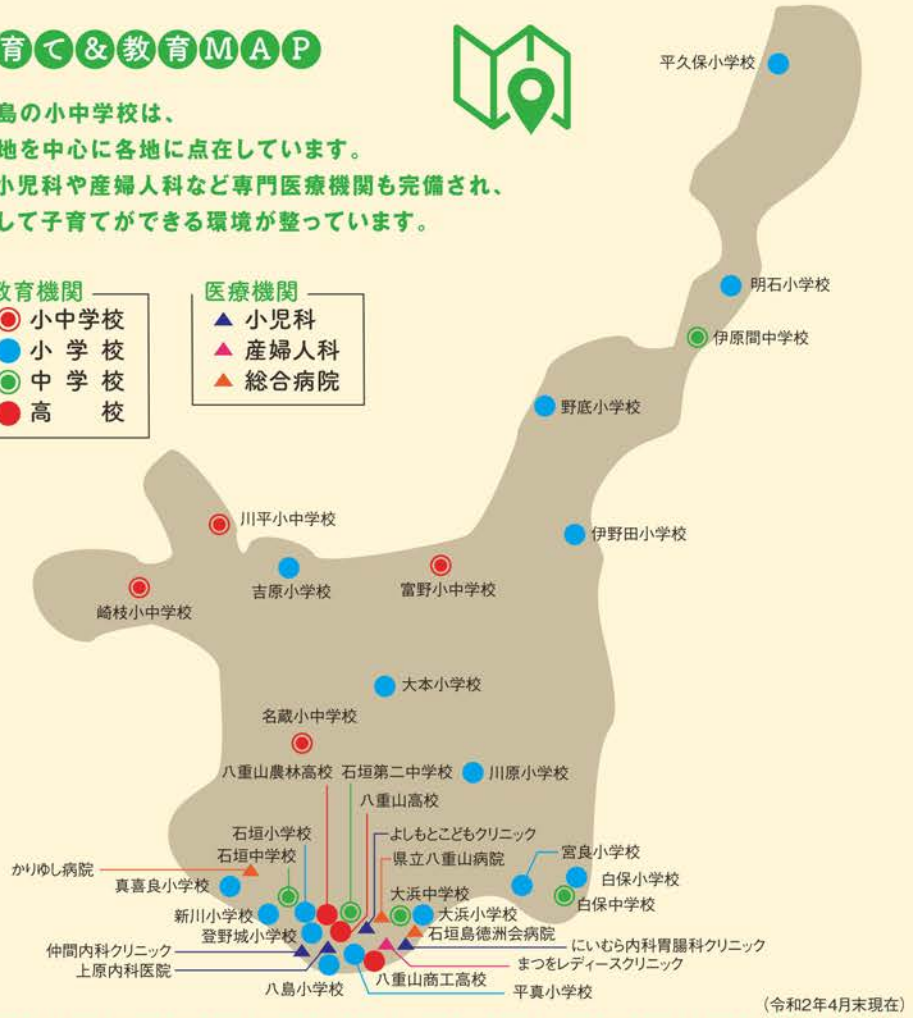 育て&教育MAP
島の小中学校は、
地を中心に各地に点在しています。
小児科や産婦人科など専門医療機関も完備され、
して子育てができる環境が整っています。
教育機関
小中学校
小学校
中学校
高校
医療機関
小児科
産婦人科
総合病院
平久保小学校
明石小学校
伊原間中学校
野底小学校
川平小中学校
伊野田小学校
吉原小学校
富野小中学校
崎枝小中学校
大本小学校
名蔵小中学校
八重山農林高校
石垣第二中学校
川原小学校
八重山高校
石垣小学校
よしもとこどもクリニック
石垣中学校
県立八重山病院
宮良小学校
かりゆし病院
真喜良小学校
大浜中学校
白保小学校
白保中学校
新川小学校
大浜小学校
登野城小学校
石垣島徳洲会病院
仲間内科クリニック
にいむら内科胃腸科クリニック
上原内科医院
まつをレディースクリニック
八島小学校
八重山商工高校
平真小学校
(令和2年4月末現在)